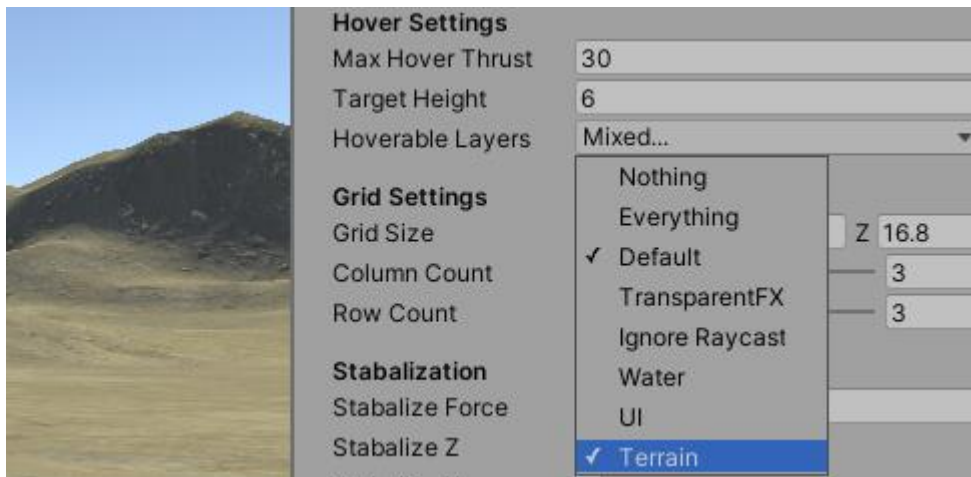 Hover Settings
Max Hover Thrust 30
Target Height 6
Hoverable Layers Mixed...
Nothing
Grid Settings
Everything
Grid Size Z 16.8
✓ Default
Column Count 3
TransparentFX
Row Count 3
Ignore Raycast
Stabalization
Water
Stabalize Force
UI
Stabalize Z
✓ Terrain